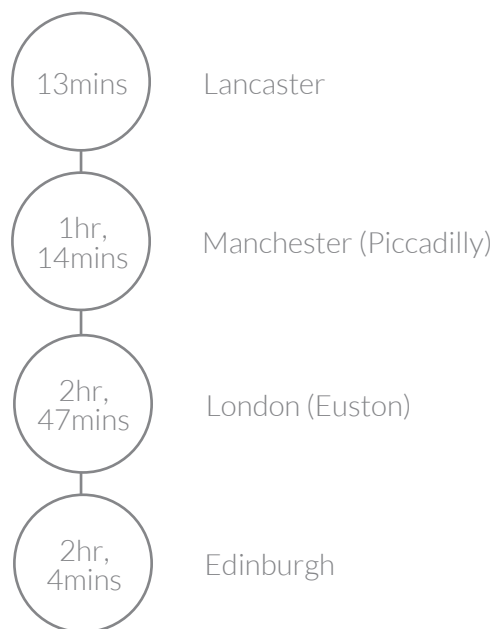 13mins
Lancaster
1hr,
14mins
Manchester (Piccadilly)
2hr,
47mins
London (Euston)
2hr,
4mins
Edinburgh